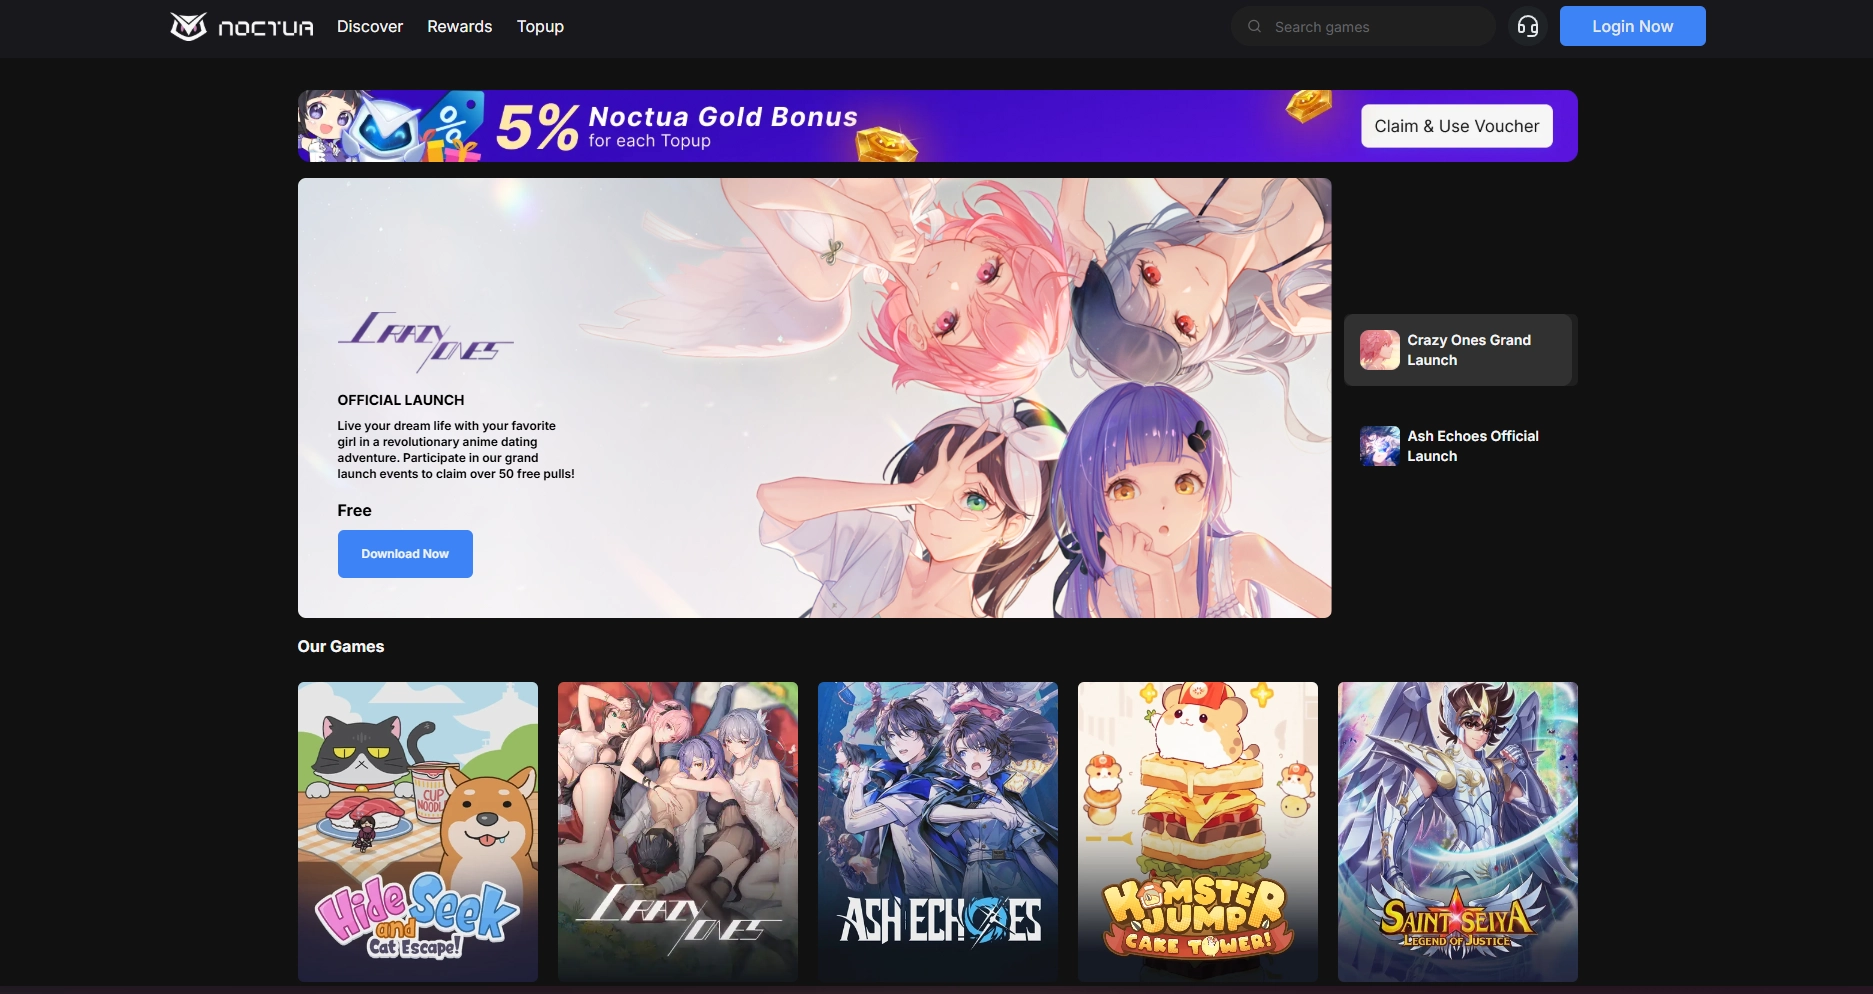 NOCTUA
Discover
Rewards
Topup
Search games
Login Now
5%
Noctua Gold Bonus
for each Topup
Claim & Use Voucher
CRAZY
ONES
OFFICIAL LAUNCH
Live your dream life with your favorite
girl in a revolutionary anime dating
adventure. Participate in our grand
launch events to claim over 50 free pulls!
Free
Download Now
Crazy Ones Grand
Launch
Ash Echoes Official
Launch
Our Games
CUP
NOODL
Hide
and
Seek
Cat Escape!
CRAZY
ONES
ASH ECHOES
HAMSTER
JUMP
CAKE TOWER!
SAINT SEIYA
LEGEND OF JUSTICE